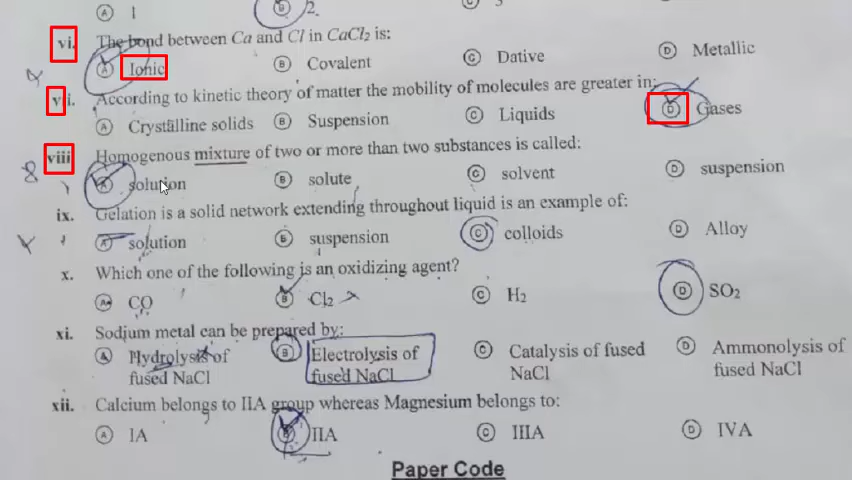 Ⓐ 1 Ⓑ 2 Ⓒ 3
vi. The bond between Ca and Cl in CaCl₂ is:
Ⓐ Ionic Ⓑ Covalent Ⓒ Dative Ⓓ Metallic
vii. According to kinetic theory of matter the mobility of molecules are greater in:
Ⓐ Crystalline solids Ⓑ Suspension Ⓒ Liquids Ⓓ Gases
viii Homogenous mixture of two or more than two substances is called:
Ⓐ solution Ⓑ solute Ⓒ solvent Ⓓ suspension
ix. Gelation is a solid network extending throughout liquid is an example of:
Ⓐ solution Ⓑ suspension Ⓒ colloids Ⓓ Alloy
x. Which one of the following is an oxidizing agent?
Ⓐ CO Ⓑ Cl₂ Ⓒ H₂ Ⓓ SO₂
xi. Sodium metal can be prepared by:
Ⓐ Hydrolysis of Ⓑ Electrolysis of Ⓒ Catalysis of fused Ⓓ Ammonolysis of
fused NaCl fused NaCl NaCl fused NaCl
xii. Calcium belongs to IIA group whereas Magnesium belongs to:
Ⓐ IA Ⓑ IIA Ⓒ IIIA Ⓓ IVA
Paper Code